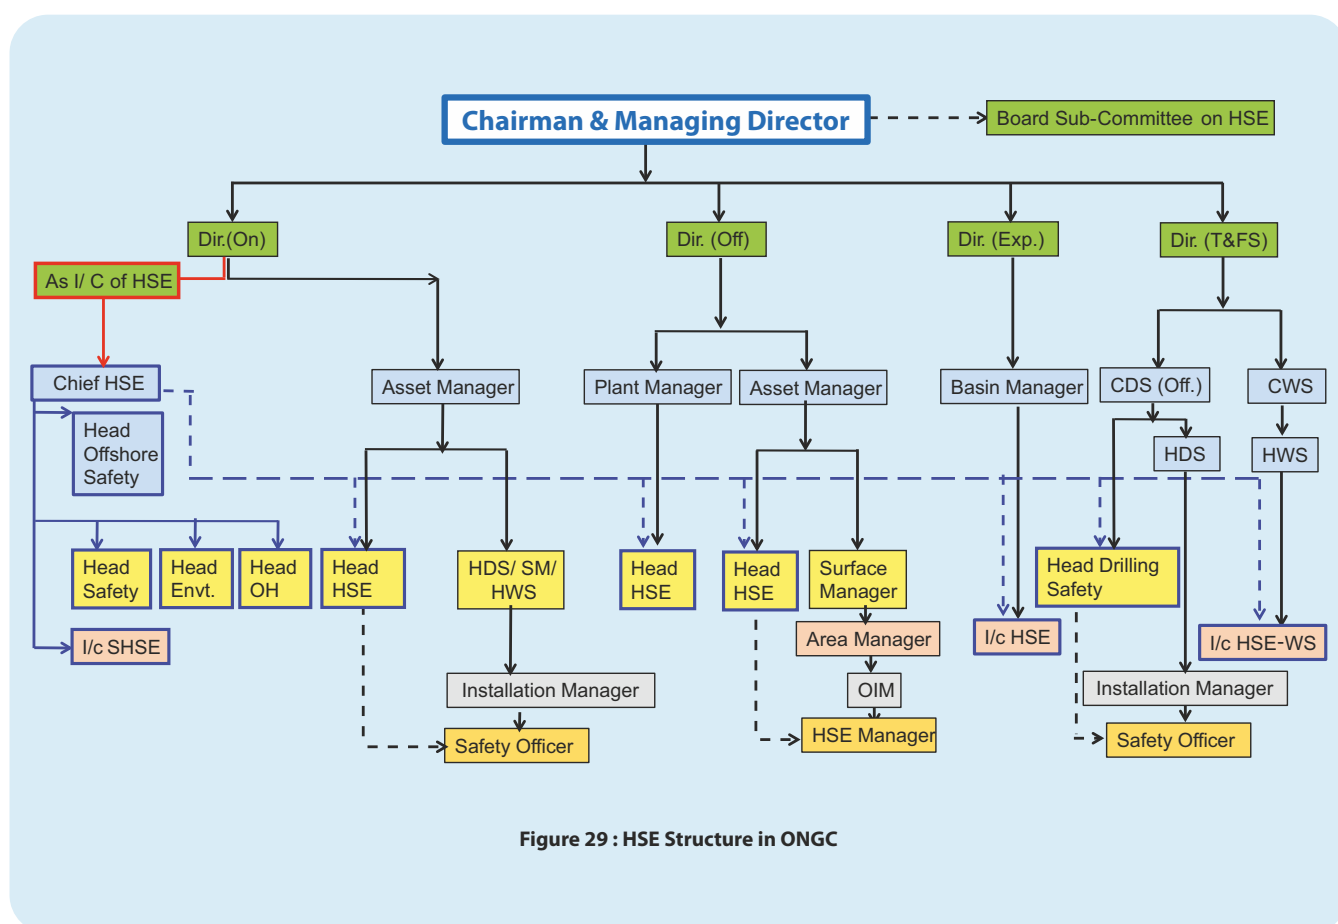 Chairman & Managing Director
Board Sub-Committee on HSE
Dir.(On)
Dir. (Off)
Dir. (Exp.)
Dir. (T&FS)
As I/ C of HSE
Chief HSE
Asset Manager
Plant Manager
Asset Manager
Basin Manager
CDS (Off.)
CWS
Head
Offshore
Safety
HDS
HWS
Head
Safety
Head
Envt.
Head
OH
Head
HSE
HDS/ SM/
HWS
Head
HSE
Head
HSE
Surface
Manager
Head Drilling
Safety
I/c SHSE
Area Manager
I/c HSE
I/c HSE-WS
Installation Manager
OIM
Installation Manager
Safety Officer
HSE Manager
Safety Officer
Figure 29 : HSE Structure in ONGC